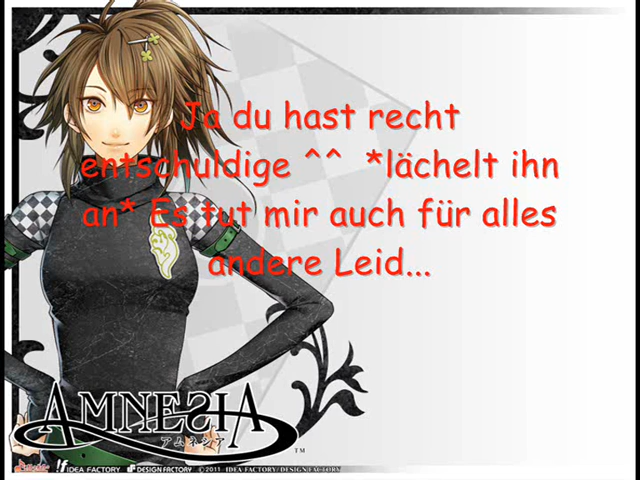 Ja du hast recht
entschuldige ^^ *lächelt ihn
an* Es tut mir auch für alles
andere Leid...
AMNESIA
アムネシア
TM
IDEA FACTORY DESIGN FACTORY ©2011 IDEA FACTORY/DESIGN FACTORY